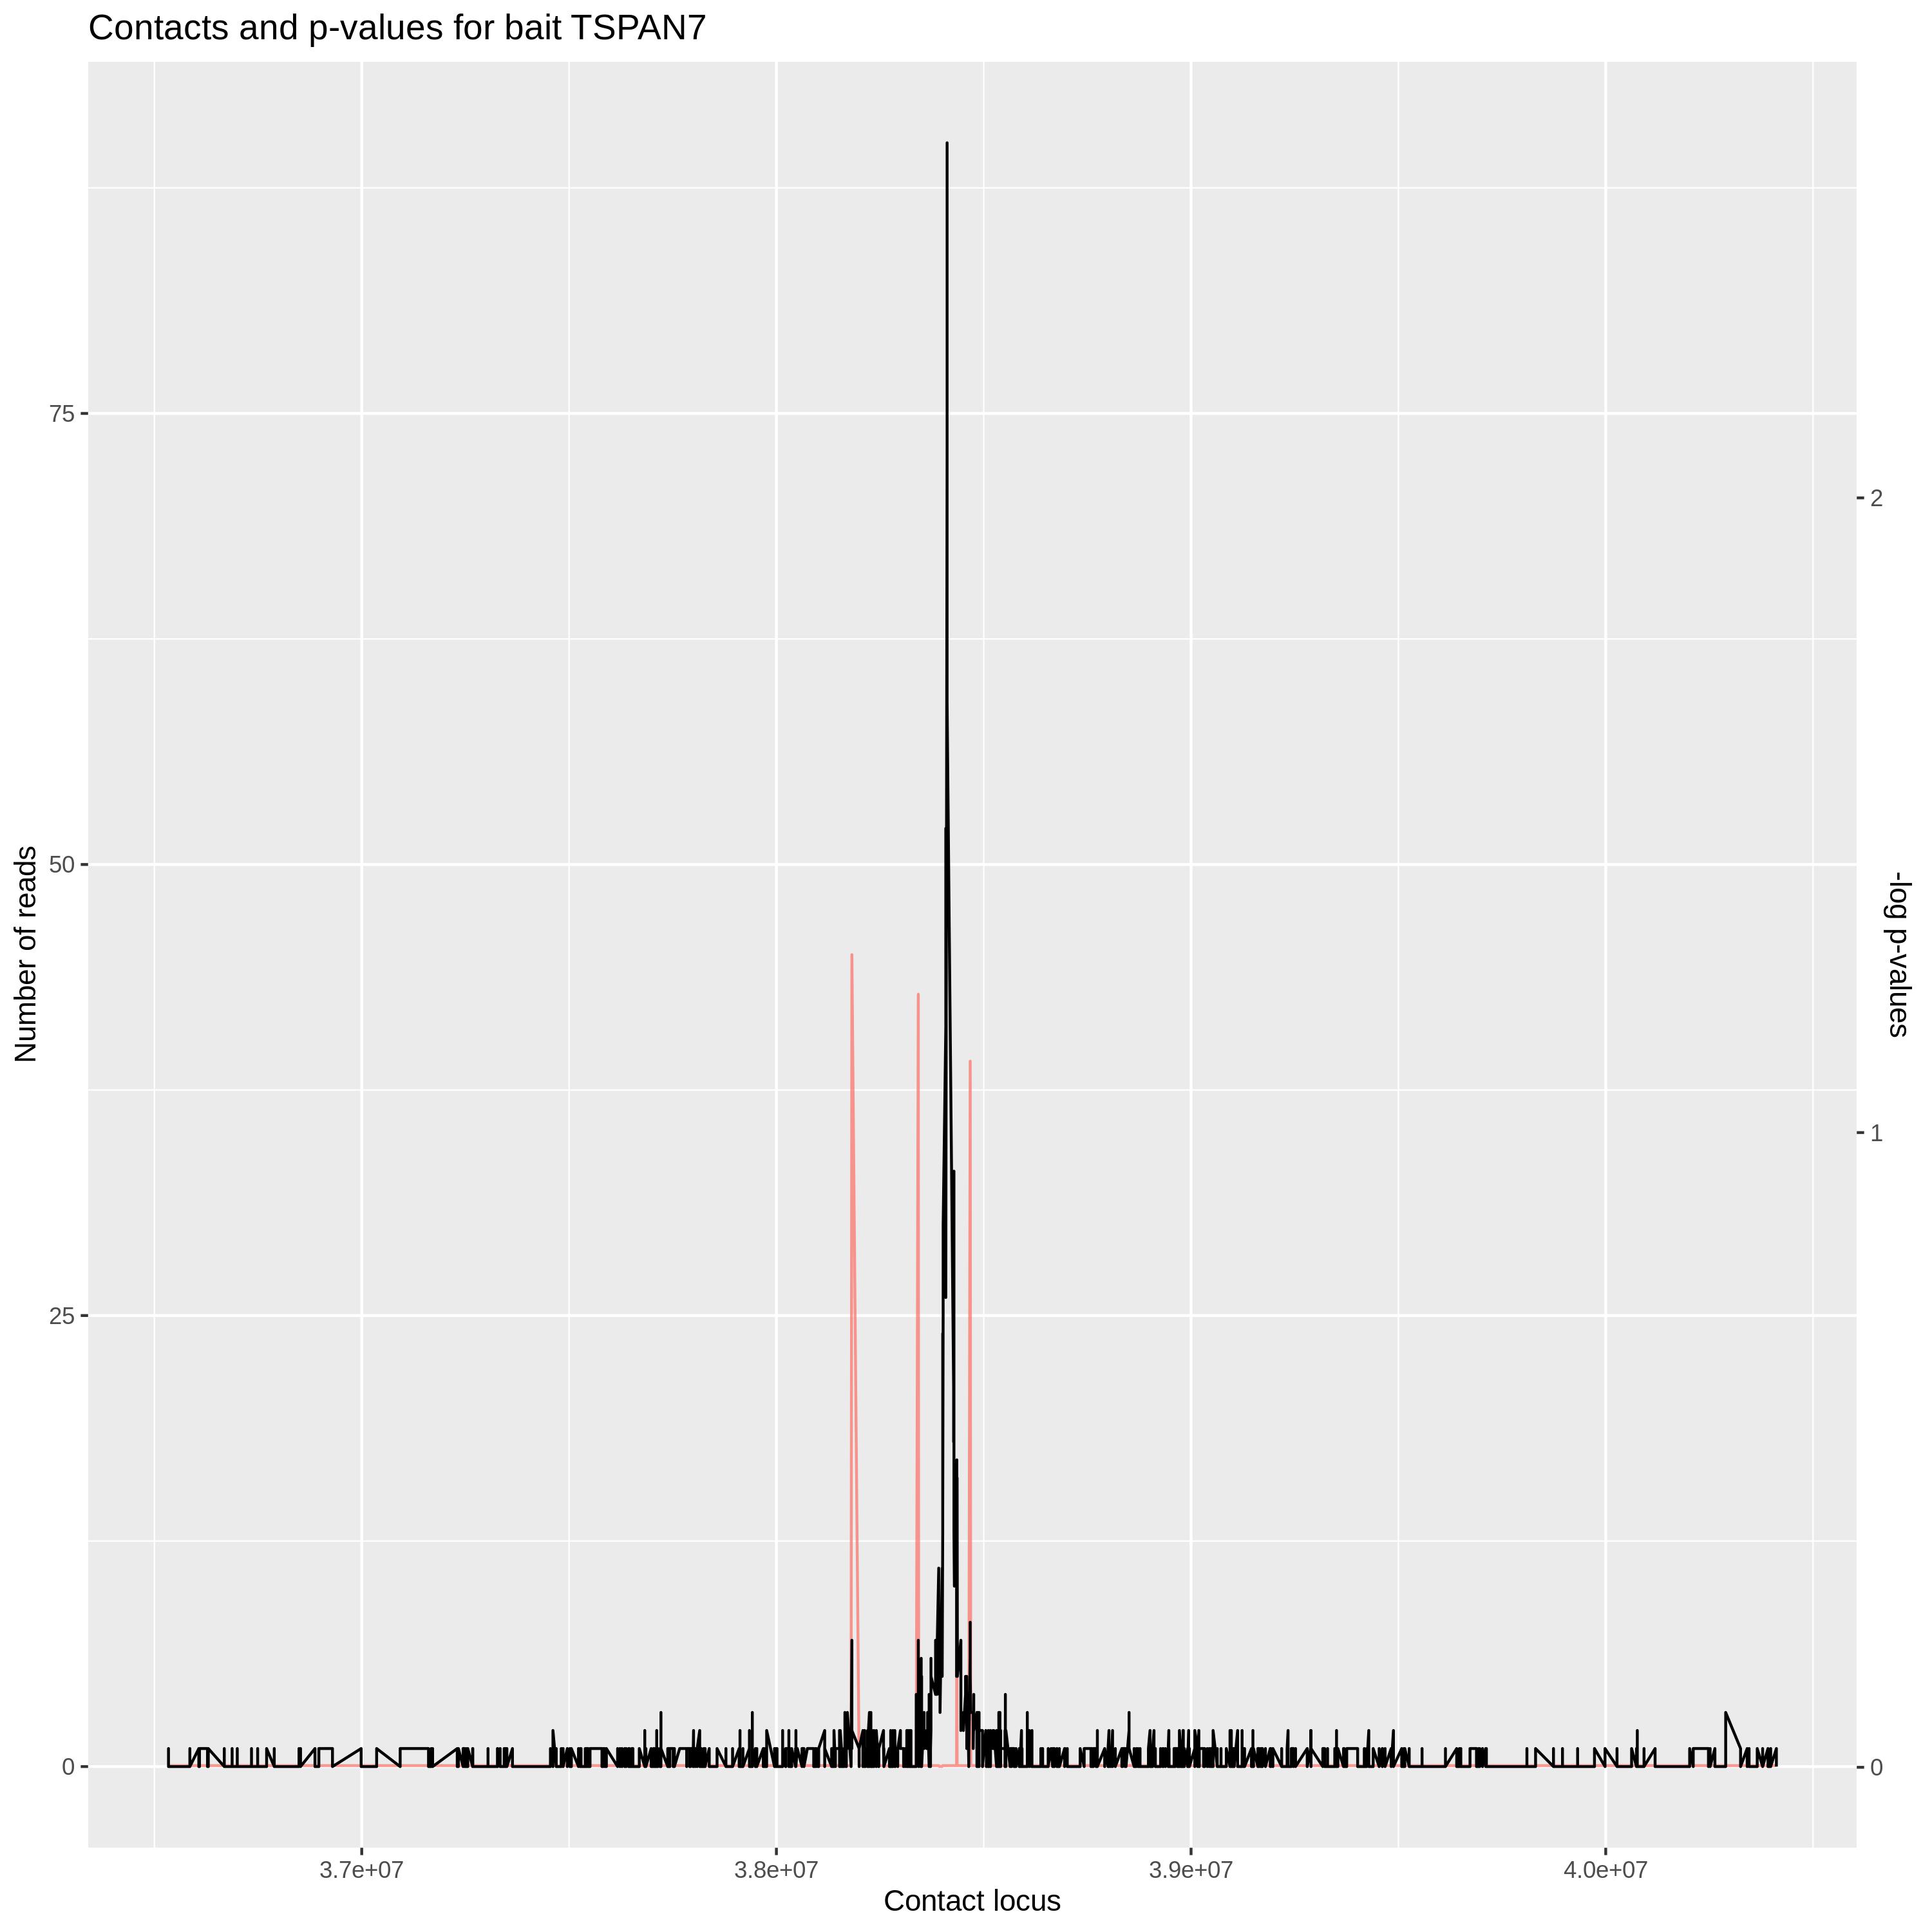 Contacts and p-values for bait TSPAN7
75
50
25
0
Number of reads
2
1
0
-log p-values
3.7e+07
3.8e+07
3.9e+07
4.0e+07
Contact locus